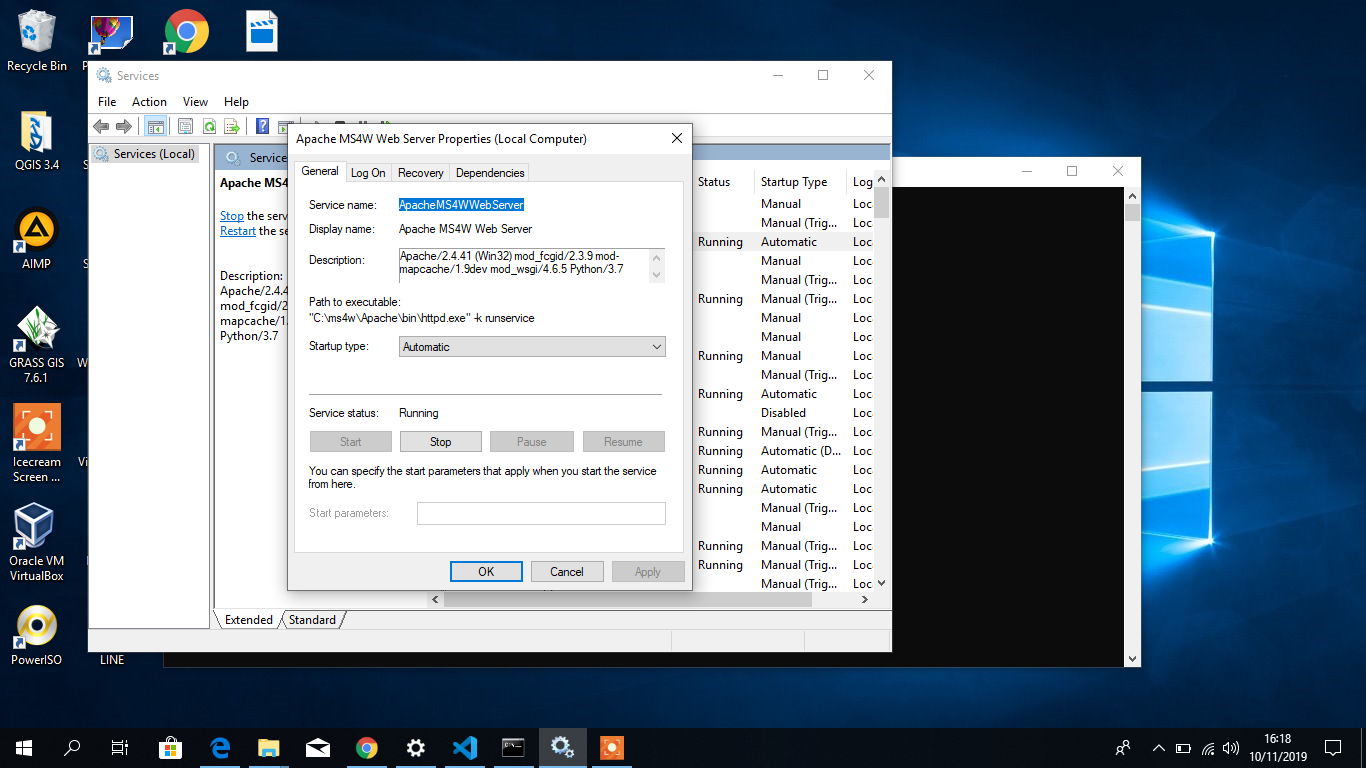 Recycle Bin
QGIS 3.4
AIMP
GRASS GIS
7.6.1
Icecream
Screen ...
Oracle VM
VirtualBox
PowerISO
LINE
Services
File Action View Help
Services (Local)
Apache MS4
Stop the serv
Restart the se
Description:
Apache/2.4.4
mod_fcgid/2
mapcache/1.
Python/3.7
Apache MS4W Web Server Properties (Local Computer)
General Log On Recovery Dependencies
Service name: ApacheMS4WWebServer
Display name: Apache MS4W Web Server
Description: Apache/2.4.41 (Win32) mod_fcgid/2.3.9 mod-
mapcache/1.9dev mod_wsgi/4.6.5 Python/3.7
Path to executable:
"C:\ms4w\Apache\bin\httpd.exe" -k runservice
Startup type: Automatic
Service status: Running
Start Stop Pause Resume
You can specify the start parameters that apply when you start the service
from here.
Start parameters:
OK Cancel Apply
Status Startup Type Log
Manual Loc
Manual (Trig... Loc
Running Automatic Loc
Manual Loc
Manual (Trig... Loc
Running Manual (Trig... Loc
Manual Loc
Manual Loc
Running Manual Loc
Manual (Trig... Loc
Running Automatic Loc
Disabled Loc
Running Manual (Trig... Loc
Running Automatic (D... Loc
Running Automatic Loc
Running Automatic Loc
Manual (Trig... Loc
Manual Loc
Running Manual (Trig... Loc
Running Manual (Trig... Loc
Manual (Trig... Loc
Extended Standard
16:18
10/11/2019